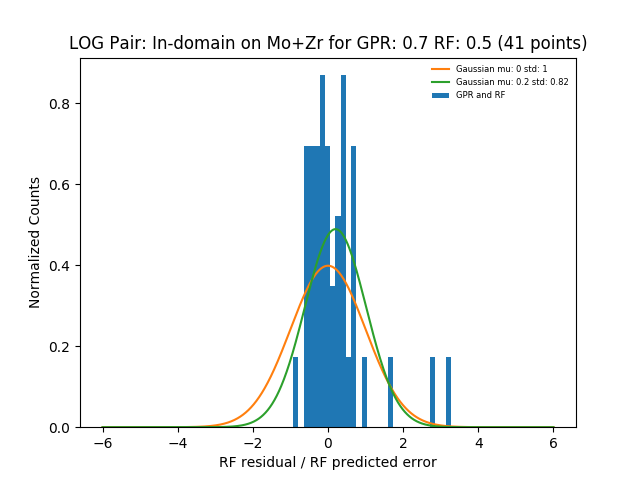 LOG Pair: In-domain on Mo+Zr for GPR: 0.7 RF: 0.5 (41 points)
Gaussian mu: 0 std: 1
Gaussian mu: 0.2 std: 0.82
GPR and RF
Normalized Counts
0.8
0.6
0.4
0.2
0.0
−6 −4 −2 0 2 4 6
RF residual / RF predicted error